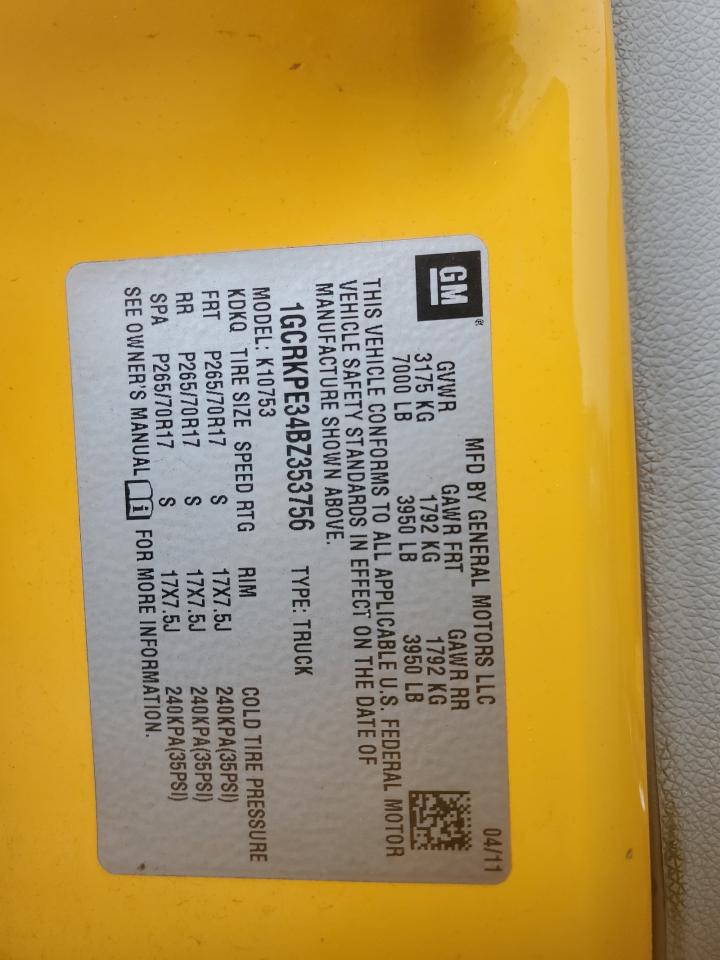 GM®
MFD BY GENERAL MOTORS LLC 04/11
GVWR GAWR FRT GAWR RR
3175 KG 1792 KG 1792 KG
7000 LB 3950 LB 3950 LB
THIS VEHICLE CONFORMS TO ALL APPLICABLE U.S. FEDERAL MOTOR
VEHICLE SAFETY STANDARDS IN EFFECT ON THE DATE OF
MANUFACTURE SHOWN ABOVE.
1GCRKPE34BZ353756 TYPE: TRUCK
MODEL: K10753
KDKQ TIRE SIZE SPEED RTG RIM COLD TIRE PRESSURE
FRT P265/70R17 S 17X7.5J 240KPA(35PSI)
RR P265/70R17 S 17X7.5J 240KPA(35PSI)
SPA P265/70R17 S 17X7.5J 240KPA(35PSI)
SEE OWNER'S MANUAL i FOR MORE INFORMATION.